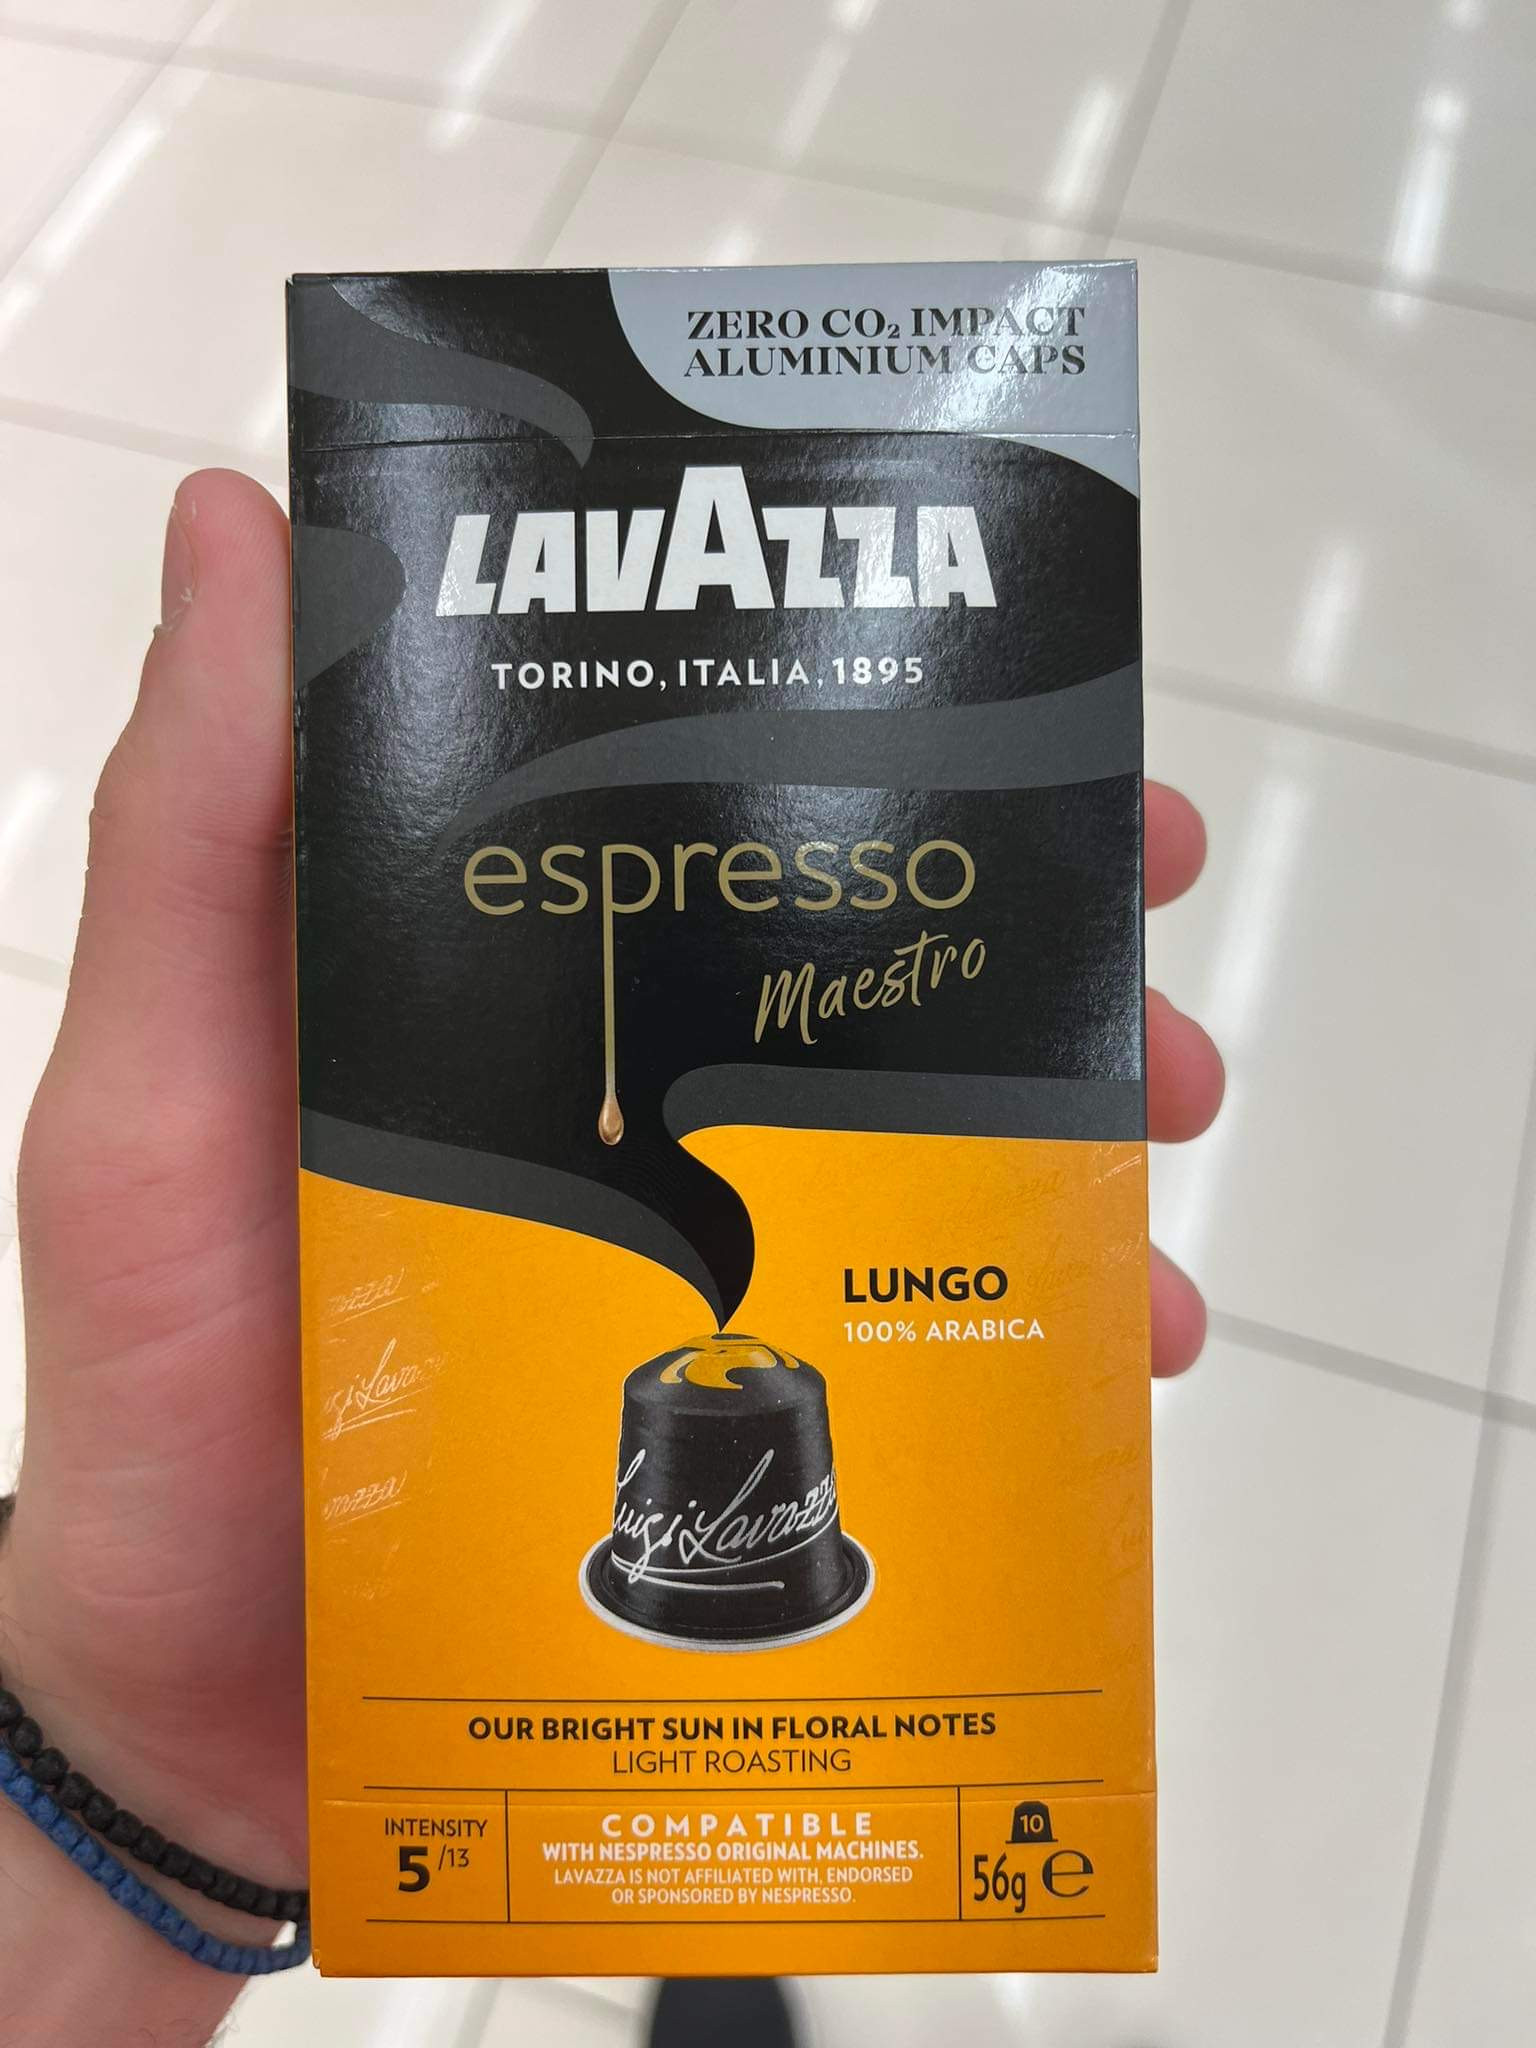 ZERO CO₂ IMPACT
ALUMINIUM CAPS
LAVAZZA
TORINO, ITALIA, 1895
espresso
Maestro
LUNGO
100% ARABICA
Luigi Lavazza
OUR BRIGHT SUN IN FLORAL NOTES
LIGHT ROASTING
INTENSITY
5/13
COMPATIBLE
WITH NESPRESSO ORIGINAL MACHINES.
LAVAZZA IS NOT AFFILIATED WITH, ENDORSED
OR SPONSORED BY NESPRESSO.
10
56g ℮